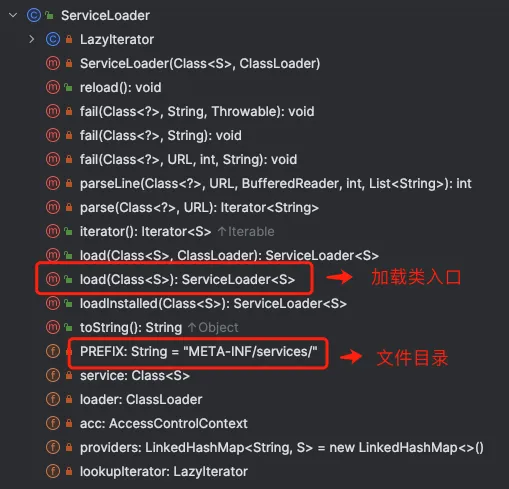 ServiceLoader
LazyIterator
ServiceLoader(Class<S>, ClassLoader)
reload(): void
fail(Class<?>, String, Throwable): void
fail(Class<?>, String): void
fail(Class<?>, URL, int, String): void
parseLine(Class<?>, URL, BufferedReader, int, List<String>): int
parse(Class<?>, URL): Iterator<String>
iterator(): Iterator<S> ↑Iterable
load(Class<S>, ClassLoader): ServiceLoader<S>
load(Class<S>): ServiceLoader<S> 加载类入口
loadInstalled(Class<S>): ServiceLoader<S>
toString(): String ↑Object
PREFIX: String = "META-INF/services/" 文件目录
service: Class<S>
loader: ClassLoader
acc: AccessControlContext
providers: LinkedHashMap<String, S> = new LinkedHashMap<>()
lookupIterator: LazyIterator